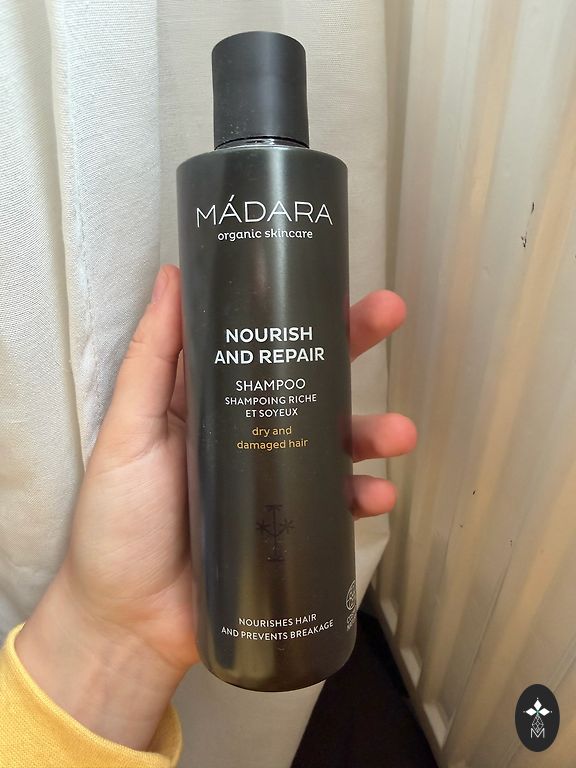 MÁDARA
organic skincare
NOURISH
AND REPAIR
SHAMPOO
SHAMPOING RICHE
ET SOYEUX
dry and
damaged hair
NOURISHES HAIR
AND PREVENTS BREAKAGE
M